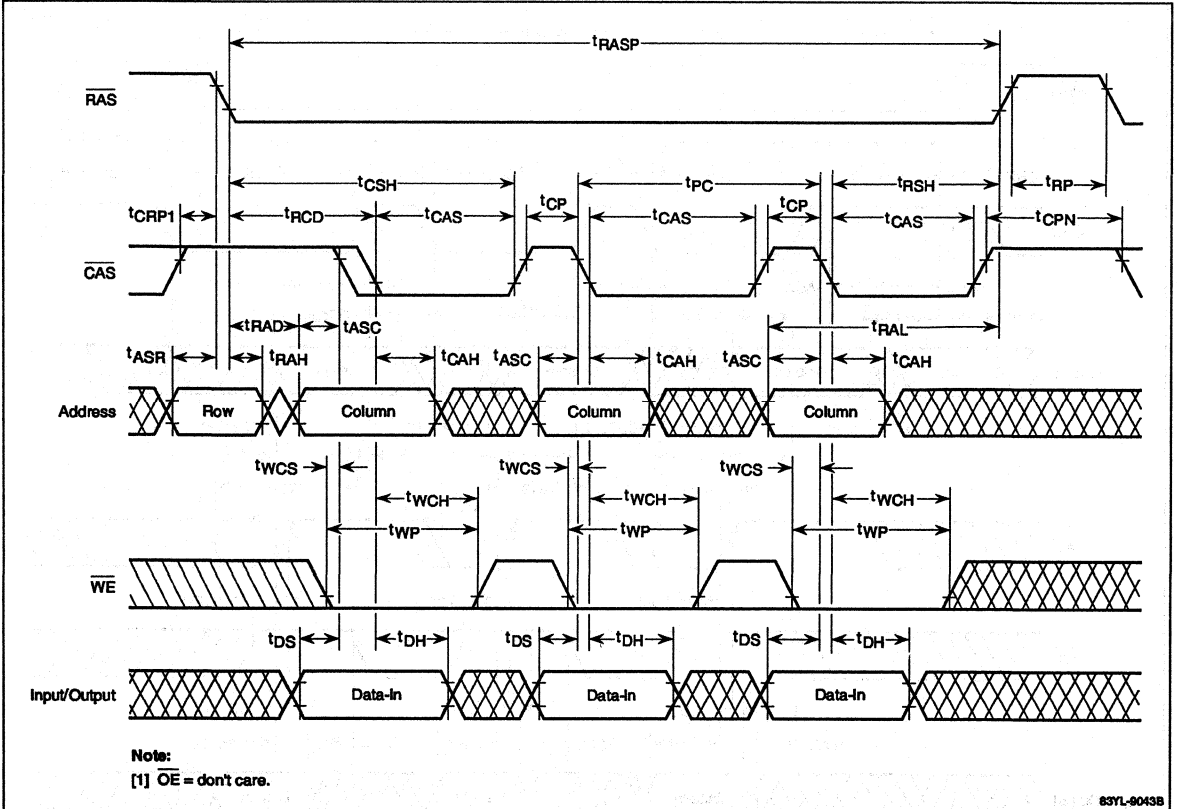 tRASP
RAS
tCSH tPC tRSH tRP
tCRP1 tRCD tCAS tCP tCAS tCP tCAS tCPN
CAS
tRAD tASC tRAL
tASR tRAH tCAH tASC tCAH tASC tCAH
Address Row Column Column Column
tWCS tWCS tWCS
tWCH tWCH tWCH
tWP tWP tWP
WE
tDS tDH tDS tDH tDS tDH
Input/Output Data-In Data-In Data-In
Note:
[1] OE = don't care.
83YL-9043B